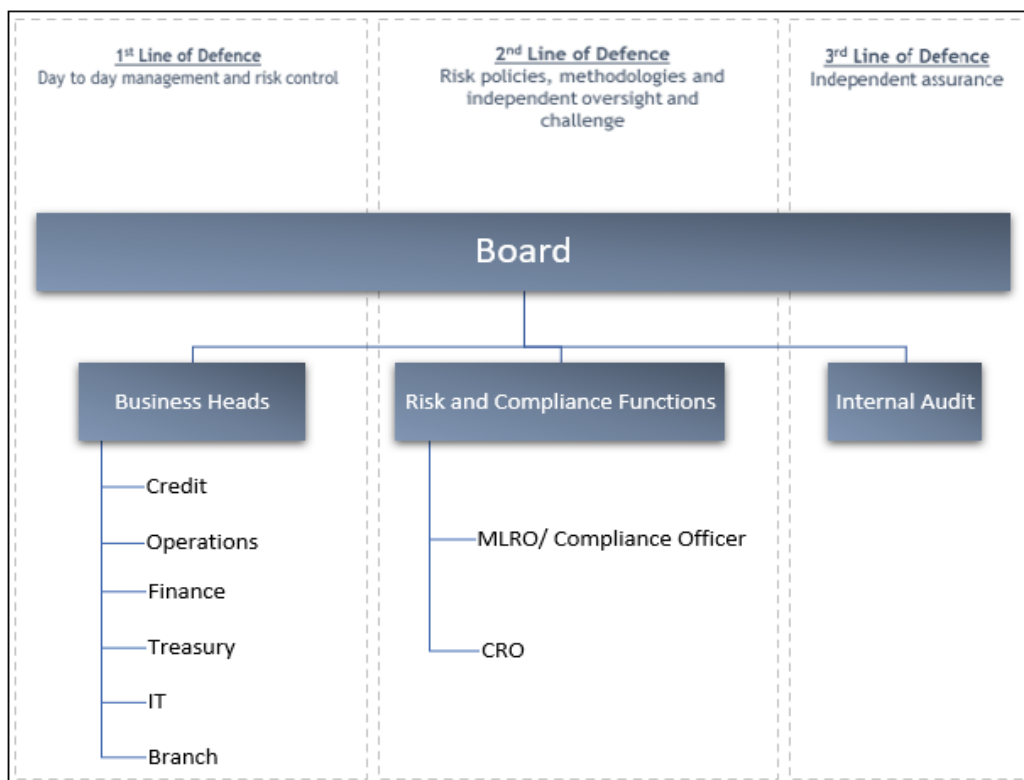 1st Line of Defence
Day to day management and risk control
2nd Line of Defence
Risk policies, methodologies and
independent oversight and
challenge
3rd Line of Defence
Independent assurance
Board
Business Heads
Credit
Operations
Finance
Treasury
IT
Branch
Risk and Compliance Functions
MLRO/ Compliance Officer
CRO
Internal Audit